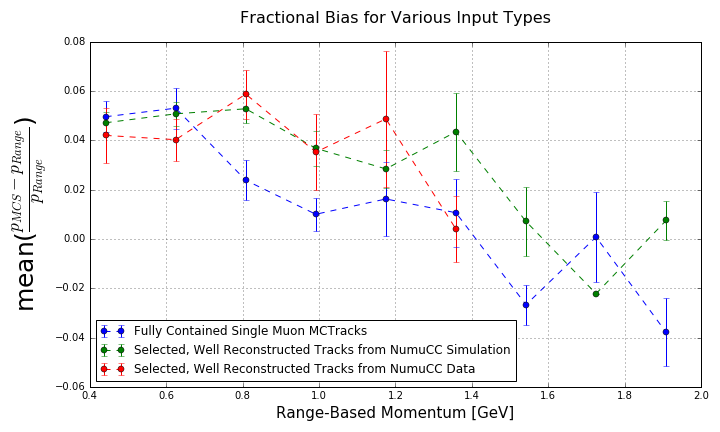 Fractional Bias for Various Input Types
mean(p_MCS − p_Range / p_Range)
0.08
0.06
0.04
0.02
0.00
−0.02
−0.04
−0.06
Fully Contained Single Muon MCTracks
Selected, Well Reconstructed Tracks from NumuCC Simulation
Selected, Well Reconstructed Tracks from NumuCC Data
0.4 0.6 0.8 1.0 1.2 1.4 1.6 1.8 2.0
Range-Based Momentum [GeV]